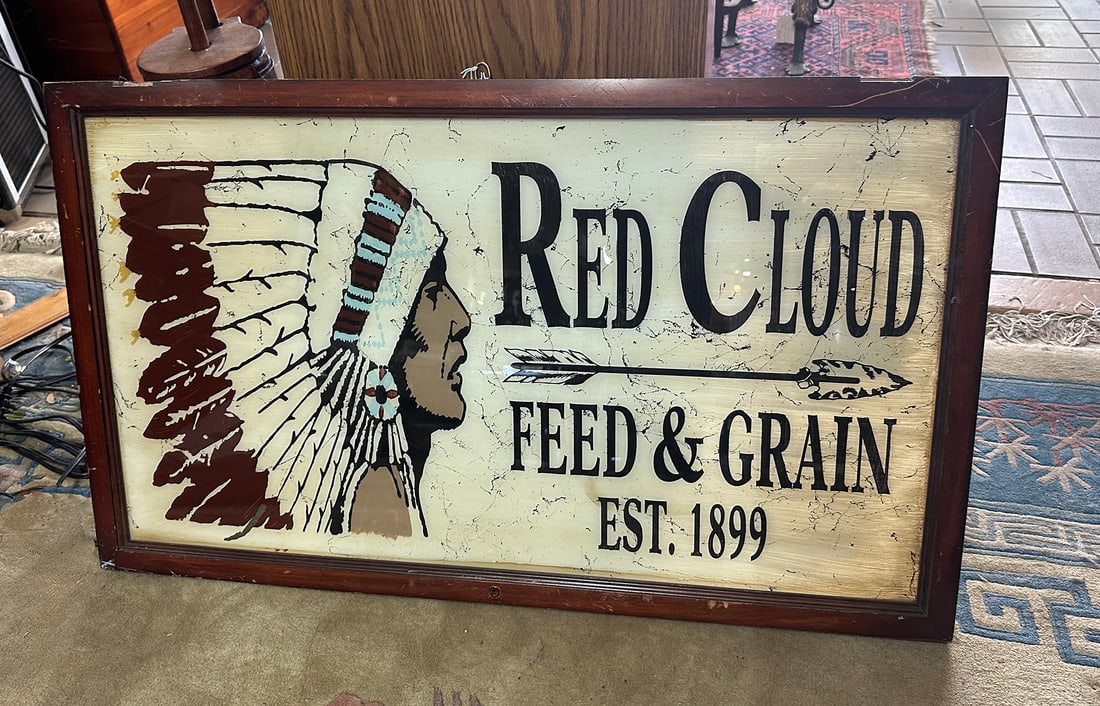 RED CLOUD
FEED & GRAIN
EST. 1899